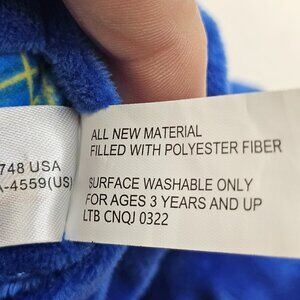 748 USA
-4559(US)
ALL NEW MATERIAL
FILLED WITH POLYESTER FIBER
SURFACE WASHABLE ONLY
FOR AGES 3 YEARS AND UP
LTB CNQJ 0322